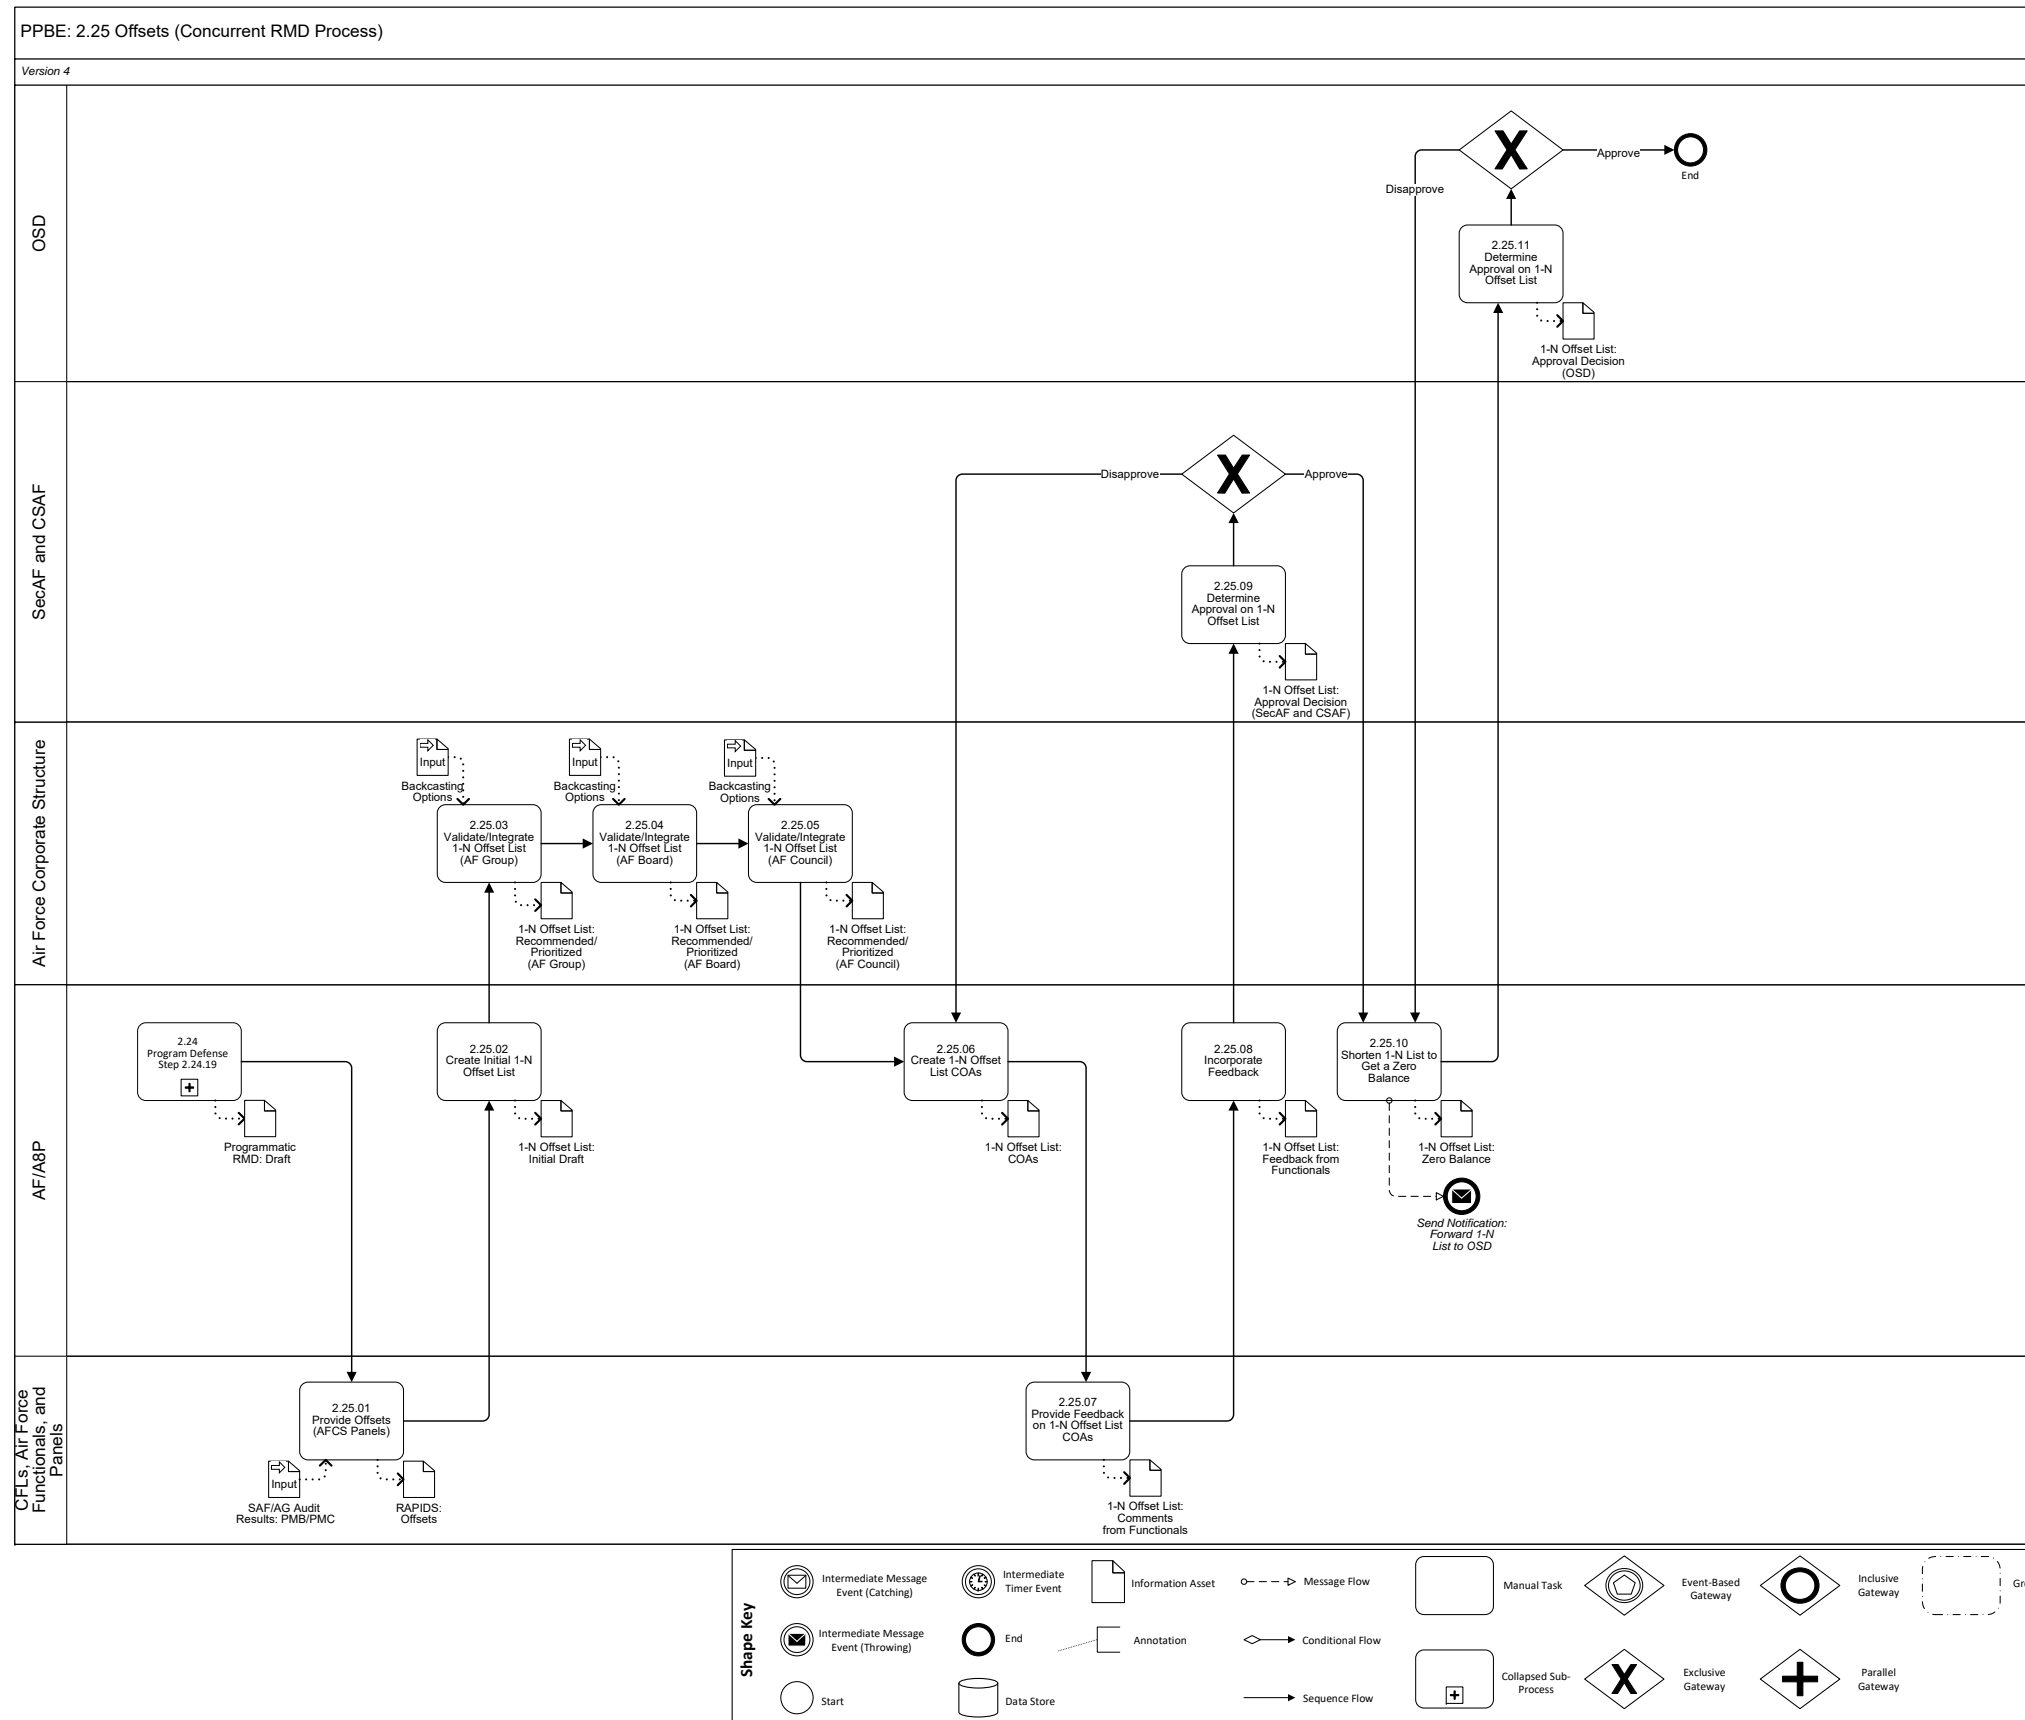 PPBE: 2.25 Offsets (Concurrent RMD Process)
Version 4
OSD
Approve
End
Disapprove
2.25.11
Determine
Approval on 1-N
Offset List
1-N Offset List:
Approval Decision
(OSD)
SecAF and CSAF
Disapprove
Approve
2.25.09
Determine
Approval on 1-N
Offset List
1-N Offset List:
Approval Decision
(SecAF and CSAF)
Air Force Corporate Structure
Input
Backcasting
Options
Input
Backcasting
Options
Input
Backcasting
Options
2.25.03
Validate/Integrate
1-N Offset List
(AF Group)
2.25.04
Validate/Integrate
1-N Offset List
(AF Board)
2.25.05
Validate/Integrate
1-N Offset List
(AF Council)
1-N Offset List:
Recommended/
Prioritized
(AF Group)
1-N Offset List:
Recommended/
Prioritized
(AF Board)
1-N Offset List:
Recommended/
Prioritized
(AF Council)
AF/A8P
2.24
Program Defense
Step 2.24.19
Programmatic
RMD: Draft
2.25.02
Create Initial 1-N
Offset List
1-N Offset List:
Initial Draft
2.25.06
Create 1-N Offset
List COAs
1-N Offset List:
COAs
2.25.08
Incorporate
Feedback
1-N Offset List:
Feedback from
Functionals
2.25.10
Shorten 1-N List to
Get a Zero
Balance
1-N Offset List:
Zero Balance
Send Notification:
Forward 1-N
List to OSD
CFLs, Air Force
Functionals, and
Panels
2.25.01
Provide Offsets
(AFCS Panels)
Input
SAF/AG Audit
Results: PMB/PMC
RAPIDS:
Offsets
2.25.07
Provide Feedback
on 1-N Offset List
COAs
1-N Offset List:
Comments
from Functionals
Shape Key
Intermediate Message
Event (Catching)
Intermediate
Timer Event
Information Asset
Message Flow
Manual Task
Event-Based
Gateway
Inclusive
Gateway
Intermediate Message
Event (Throwing)
End
Annotation
Conditional Flow
Start
Data Store
Sequence Flow
Collapsed Sub-
Process
Exclusive
Gateway
Parallel
Gateway